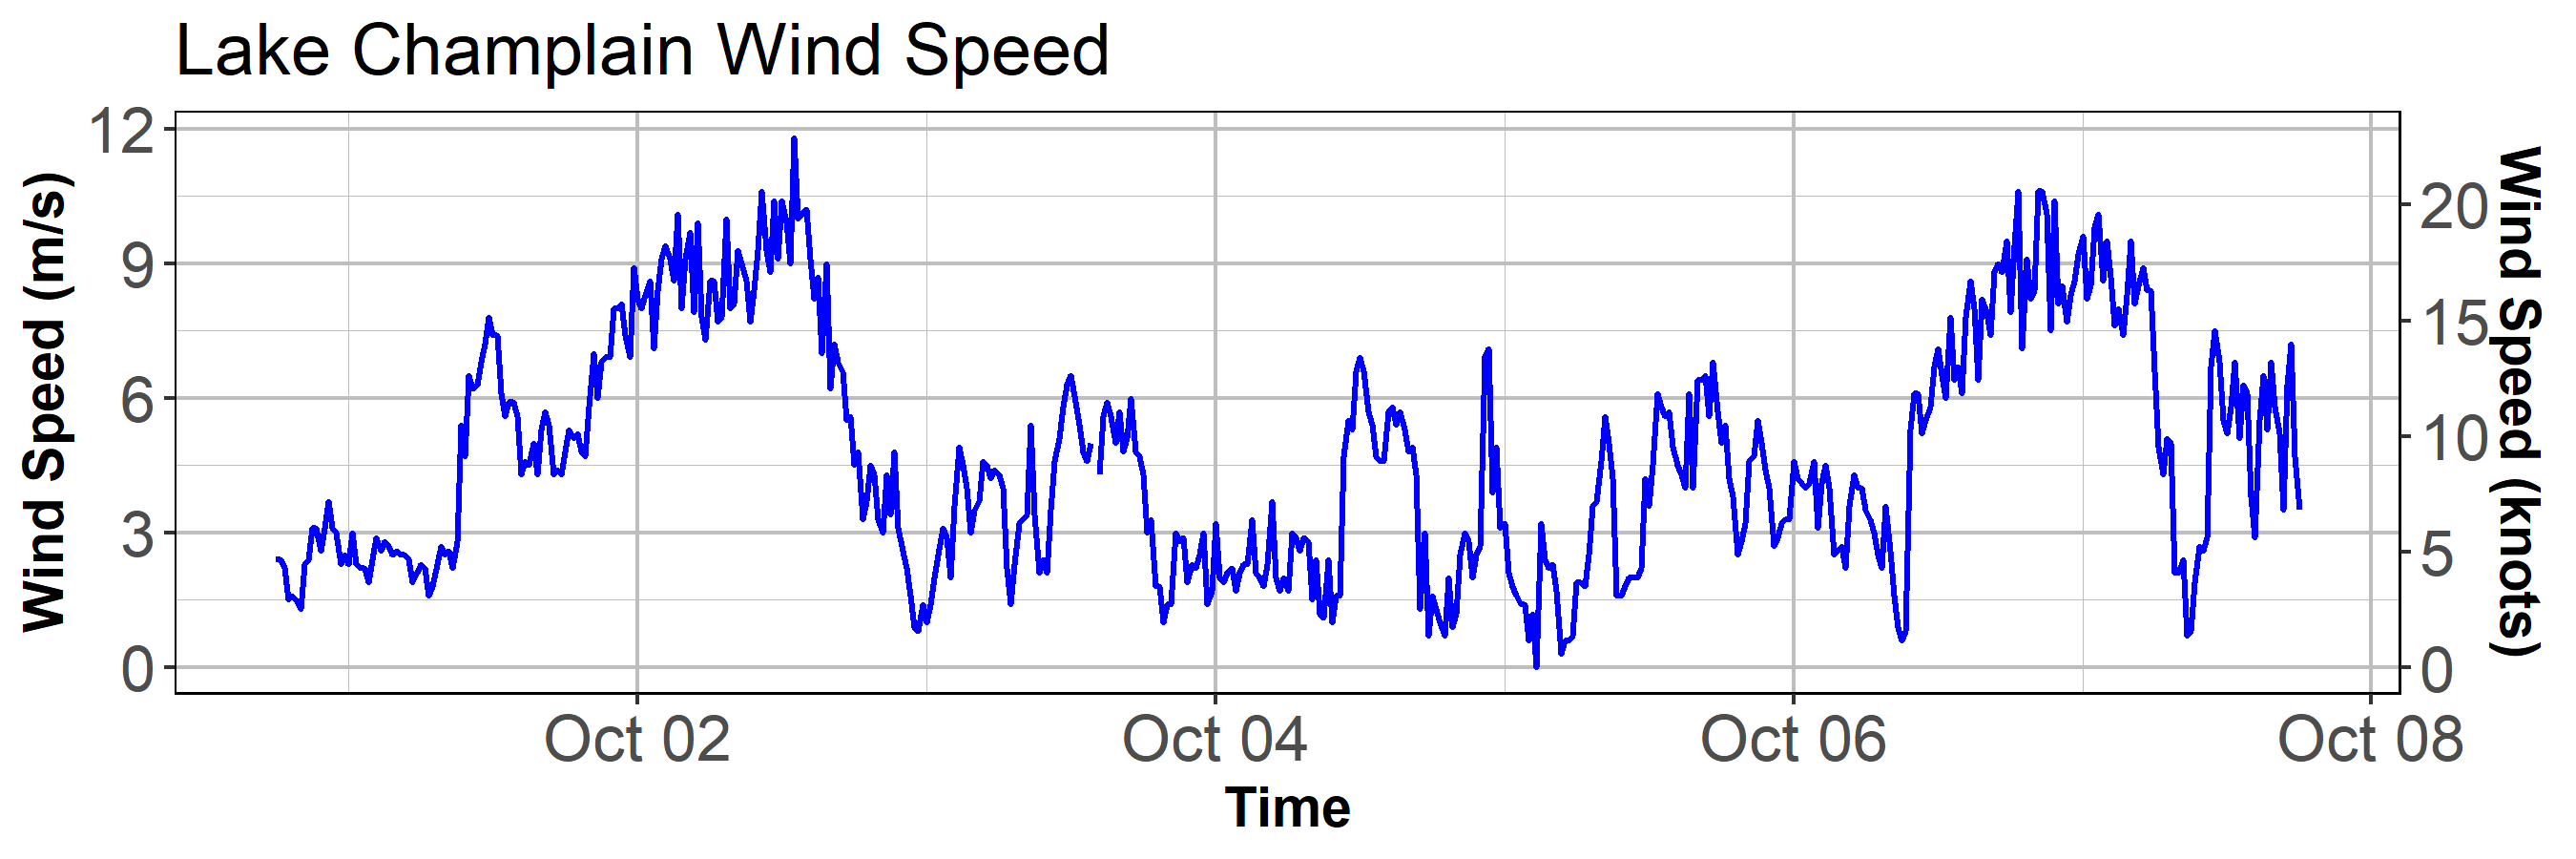 Lake Champlain Wind Speed
Wind Speed (m/s)
12
9
6
3
0
20
15
10
5
0
Wind Speed (knots)
Oct 02 Oct 04 Oct 06 Oct 08
Time